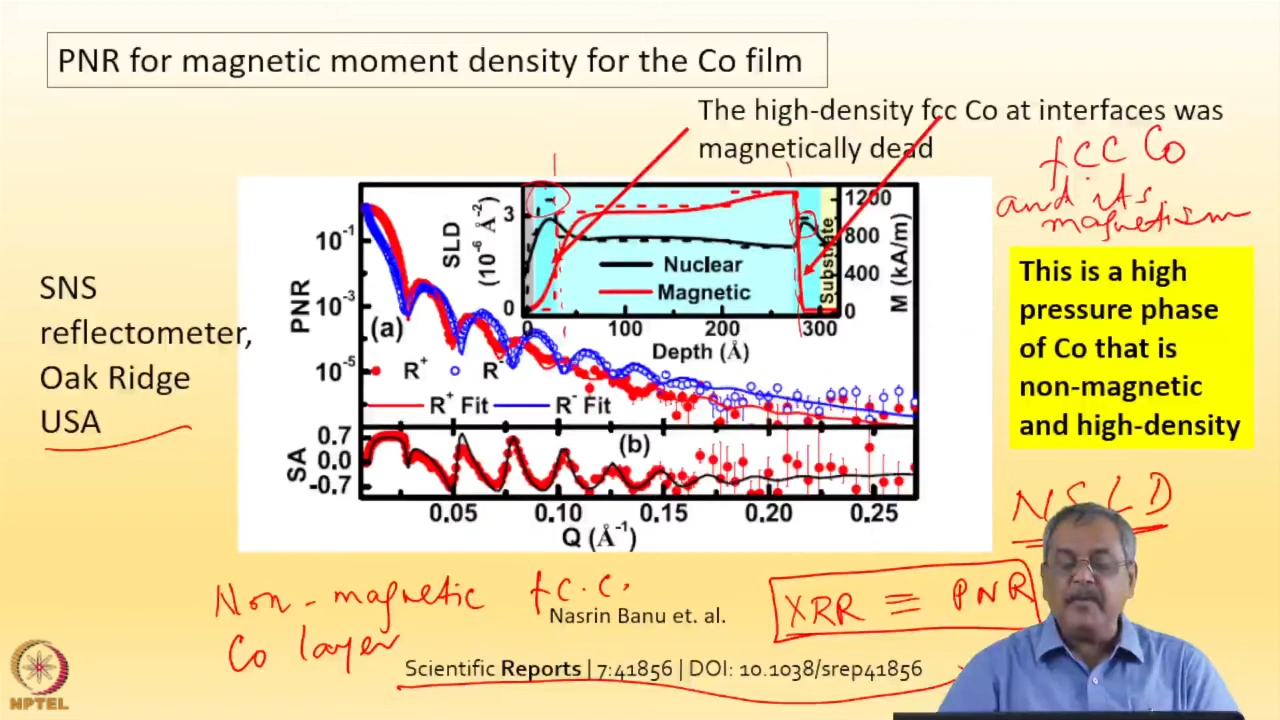 PNR for magnetic moment density for the Co film
The high-density fcc Co at interfaces was
magnetically dead
fcc Co
and its
magnetism
This is a high
pressure phase
of Co that is
non-magnetic
and high-density
SNS
reflectometer,
Oak Ridge
USA
PNR
10⁻¹
10⁻³
10⁻⁵
(a)
SLD
(10⁻⁶ Å⁻²)
3
0
Nuclear
Magnetic
Substrate
1200
800
400
0
M (kA/m)
0 100 200 300
Depth (Å)
R⁺ R⁻
R⁺ Fit R⁻ Fit
SA
0.7
0.0
-0.7
(b)
0.05 0.10 0.15 0.20 0.25
Q (Å⁻¹)
NSLD
Non-magnetic f.c.c.
Co layer
XRR ≡ PNR
Nasrin Banu et. al.
Scientific Reports | 7:41856 | DOI: 10.1038/srep41856
NPTEL